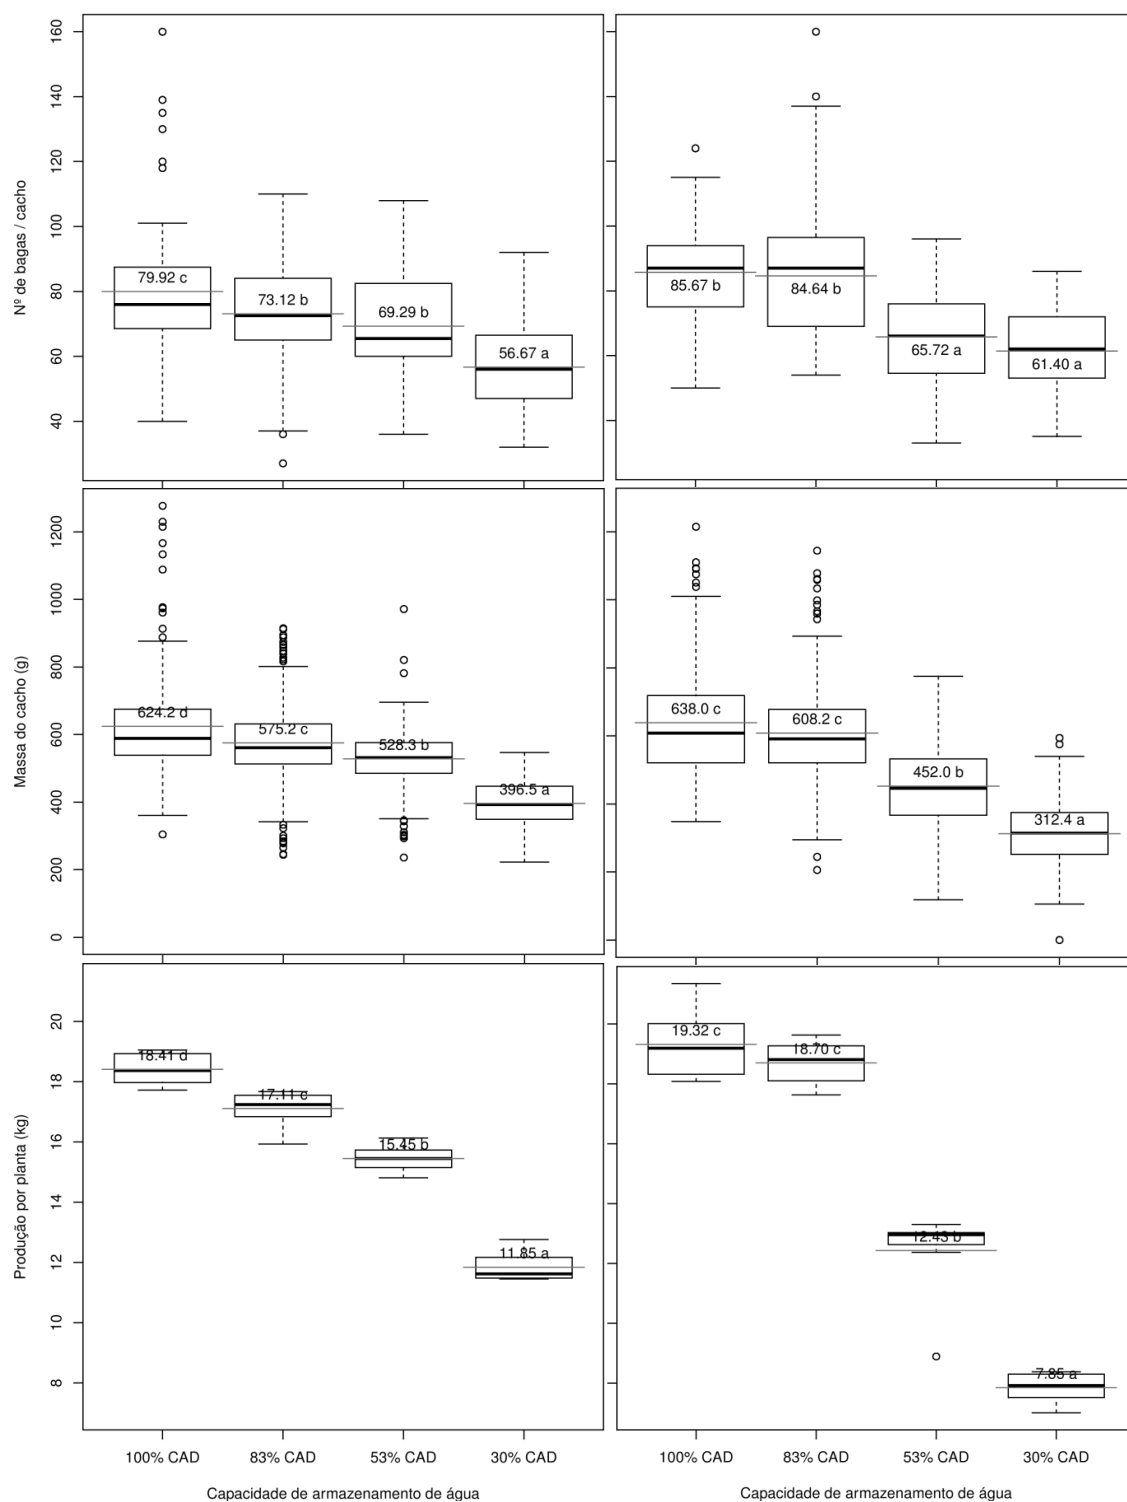 Nº de bagas / cacho
160
140
120
100
80
60
40
79.92 c
73.12 b
69.29 b
56.67 a
85.67 b
84.64 b
65.72 a
61.40 a
Massa do cacho (g)
1200
1000
800
600
400
200
0
624.2 d
575.2 c
528.3 b
396.5 a
638.0 c
608.2 c
452.0 b
312.4 a
Produção por planta (kg)
20
18
16
14
12
10
8
18.41 d
17.11 c
15.45 b
11.85 a
19.32 c
18.70 c
12.43 b
7.85 a
100% CAD 83% CAD 53% CAD 30% CAD
100% CAD 83% CAD 53% CAD 30% CAD
Capacidade de armazenamento de água
Capacidade de armazenamento de água